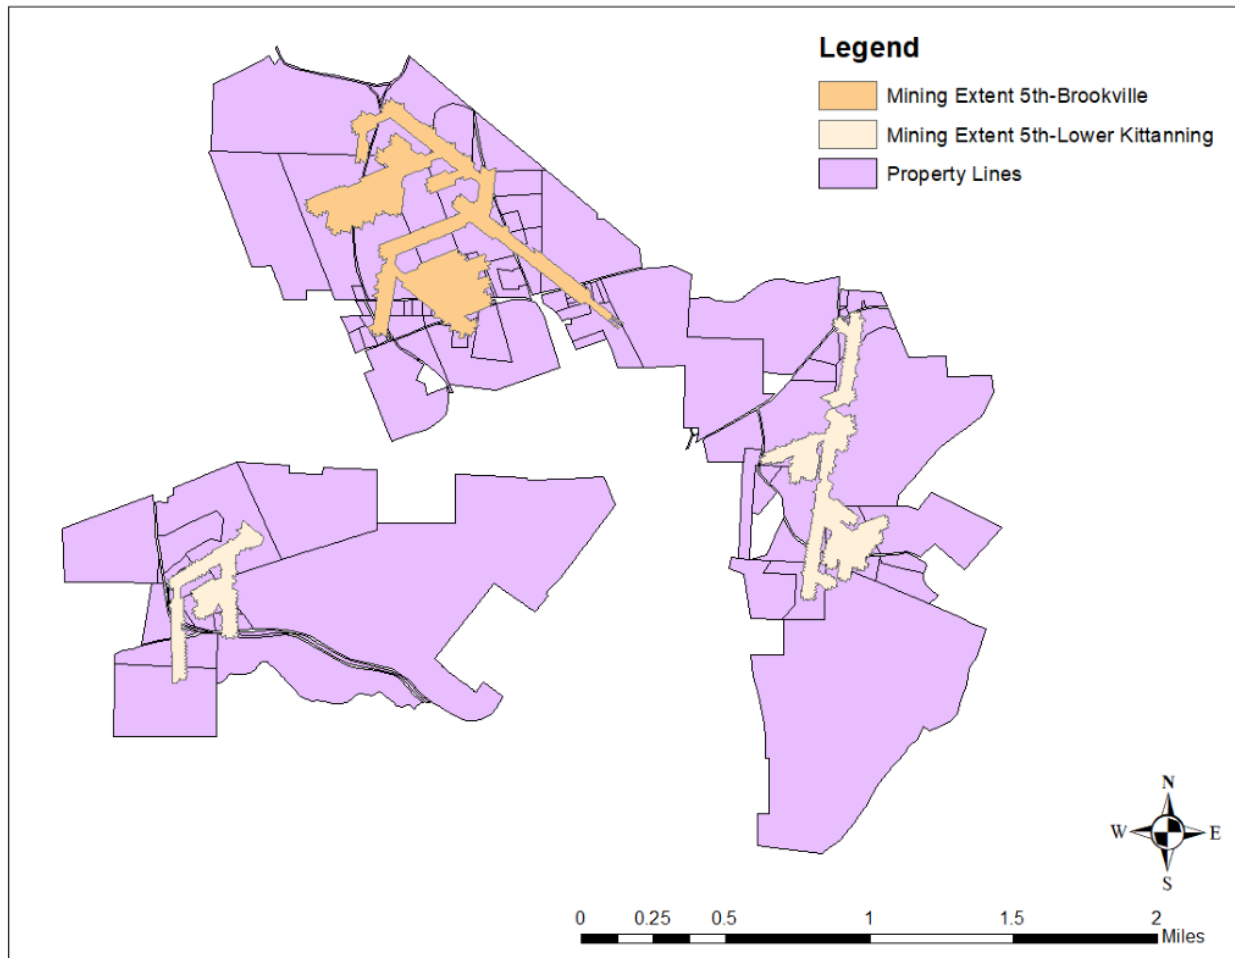 Legend
Mining Extent 5th-Brookville
Mining Extent 5th-Lower Kittanning
Property Lines
N
W E
S
0 0.25 0.5 1 1.5 2
Miles